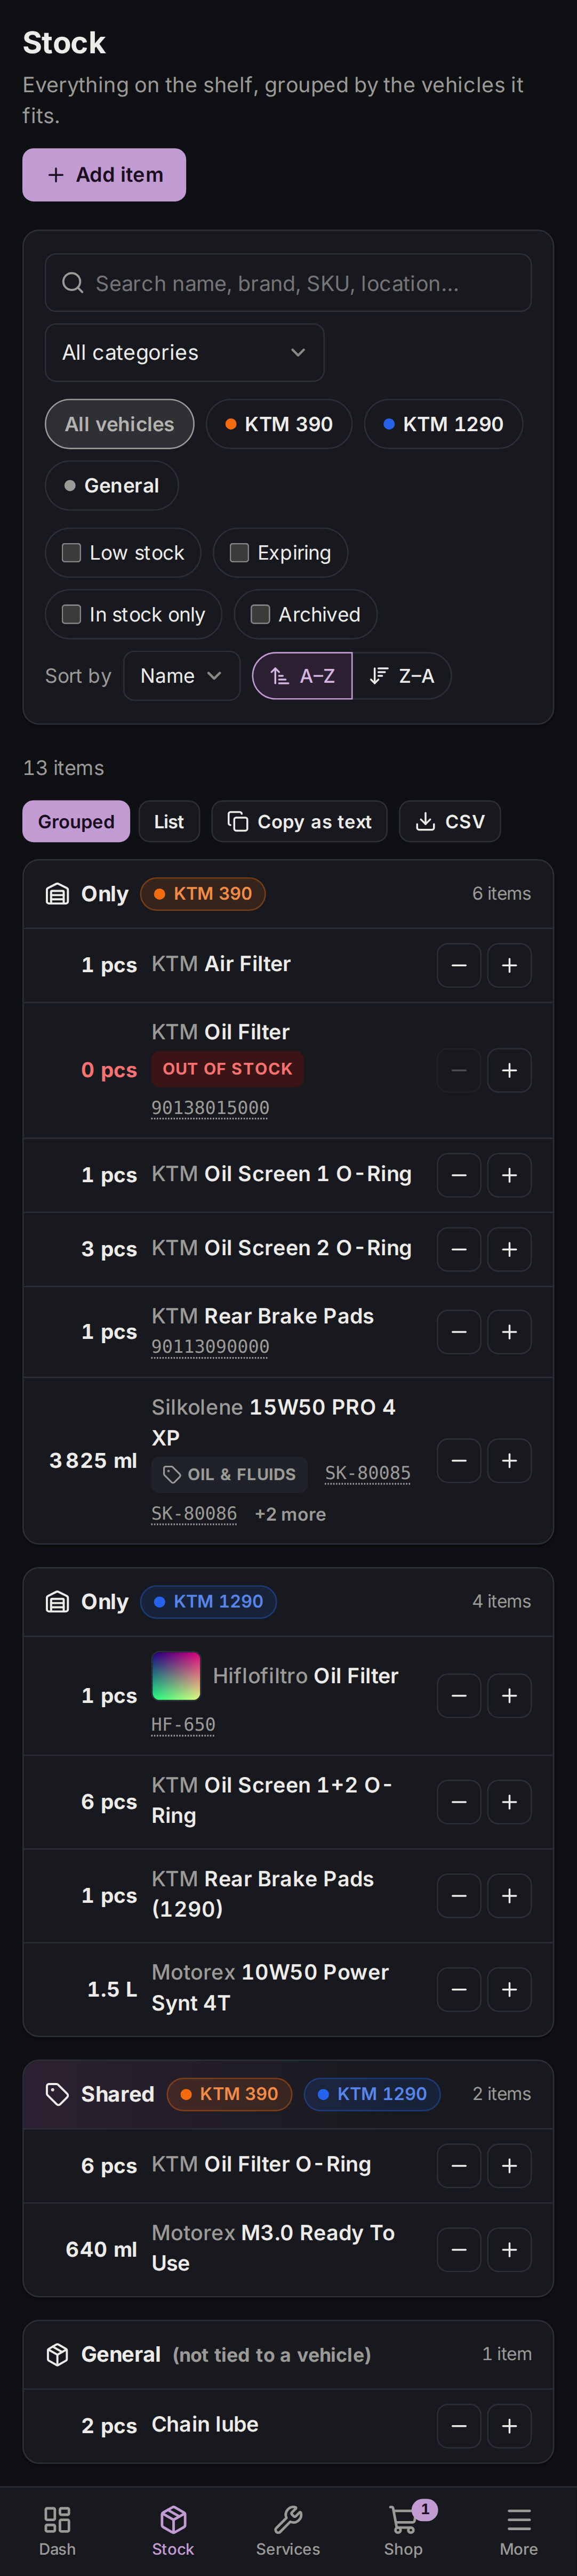 Stock
Everything on the shelf, grouped by the vehicles it
fits.
+ Add item
Search name, brand, SKU, location...
All categories
All vehicles KTM 390 KTM 1290
General
Low stock Expiring
In stock only Archived
Sort by Name A–Z Z–A
13 items
Grouped List Copy as text CSV
Only KTM 390 6 items
1 pcs KTM Air Filter − +
KTM Oil Filter
0 pcs OUT OF STOCK − +
90138015000
1 pcs KTM Oil Screen 1 O-Ring − +
3 pcs KTM Oil Screen 2 O-Ring − +
KTM Rear Brake Pads
1 pcs − +
90113090000
Silkolene 15W50 PRO 4
XP
3 825 ml OIL & FLUIDS SK-80085 − +
SK-80086 +2 more
Only KTM 1290 4 items
Hiflofiltro Oil Filter
1 pcs − +
HF-650
KTM Oil Screen 1+2 O-
6 pcs − +
Ring
KTM Rear Brake Pads
1 pcs − +
(1290)
Motorex 10W50 Power
1.5 L − +
Synt 4T
Shared KTM 390 KTM 1290 2 items
6 pcs KTM Oil Filter O-Ring − +
Motorex M3.0 Ready To
640 ml − +
Use
General (not tied to a vehicle) 1 item
2 pcs Chain lube − +
1
Dash Stock Services Shop More